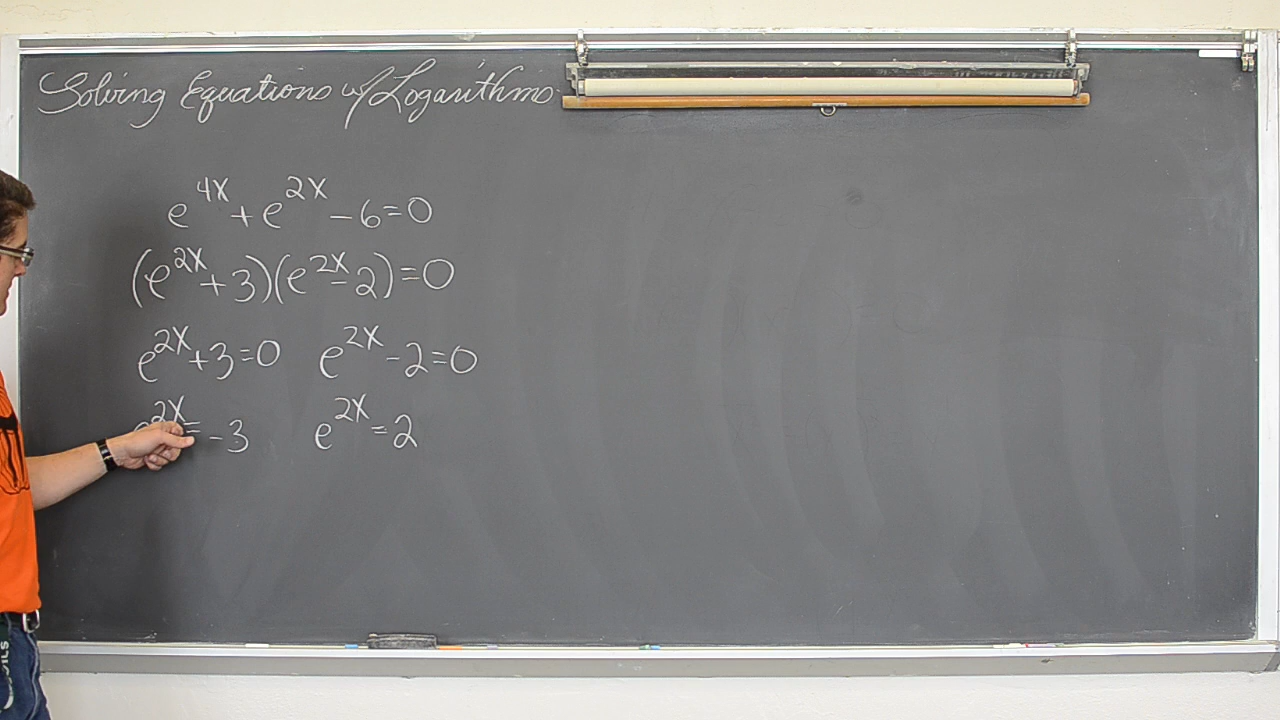 Solving Equations w/ Logarithms
e^{4x} + e^{2x} - 6 = 0
(e^{2x} + 3)(e^{2x} - 2) = 0
e^{2x} + 3 = 0    e^{2x} - 2 = 0
e^{2x} = -3    e^{2x} = 2